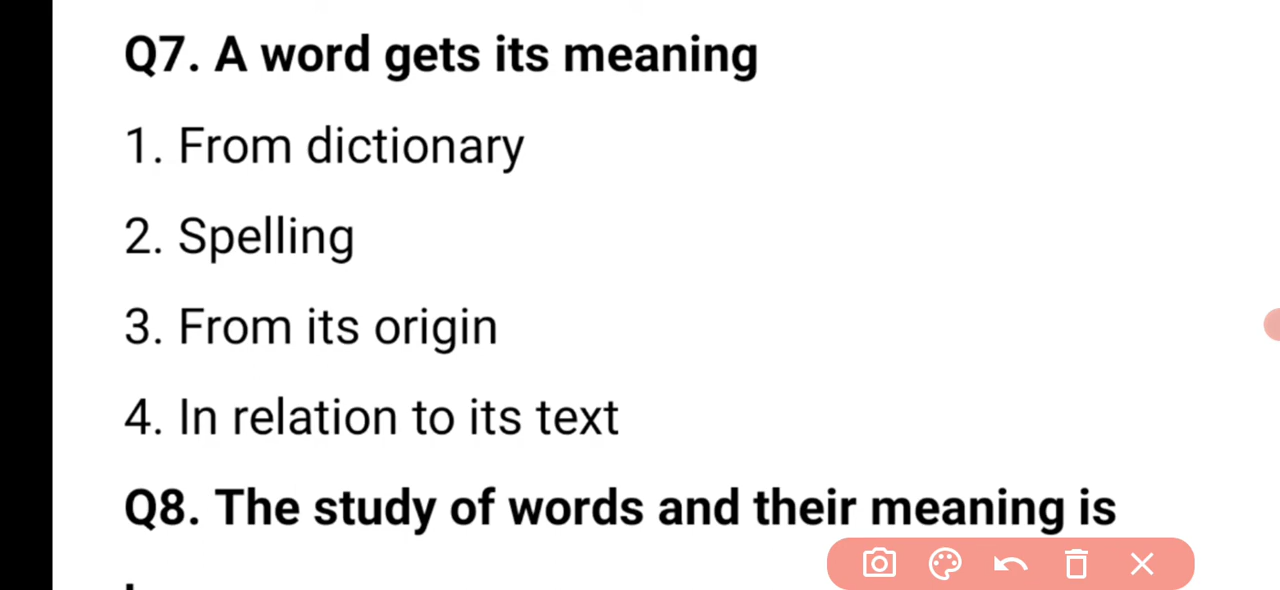 Q7. A word gets its meaning
1. From dictionary
2. Spelling
3. From its origin
4. In relation to its text
Q8. The study of words and their meaning is